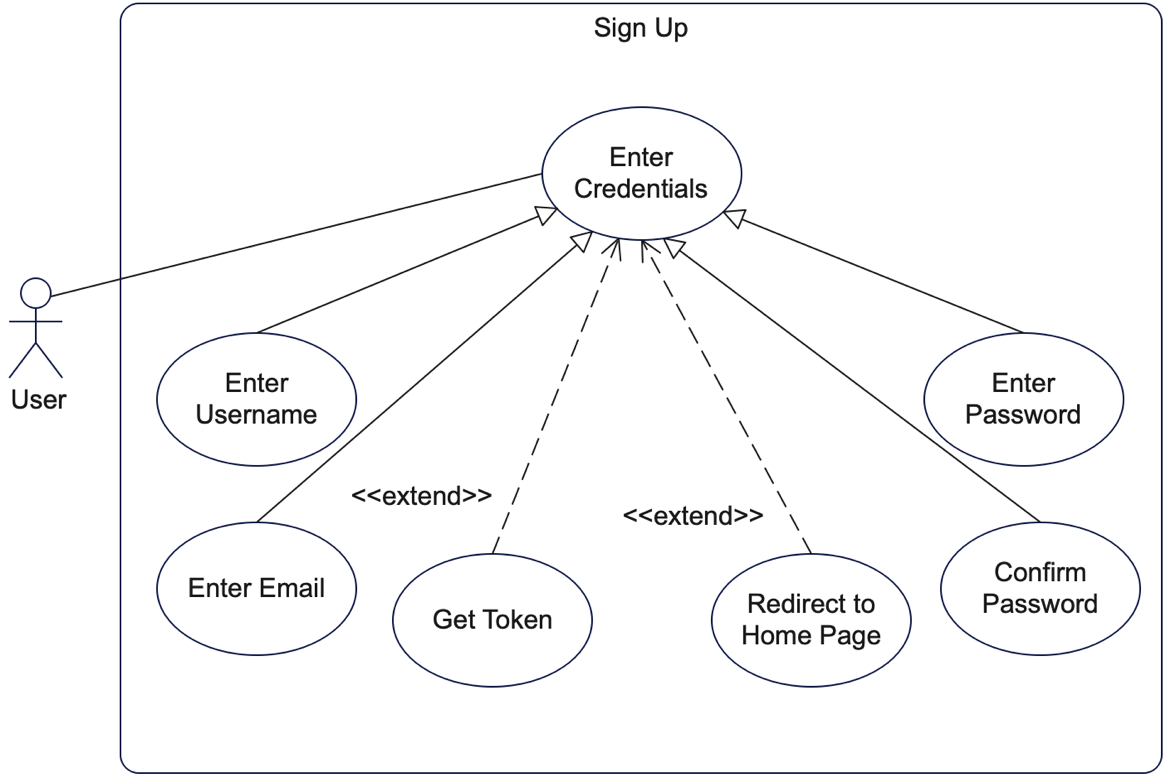 Sign Up
Enter
Credentials
User
Enter
Username
Enter
Password
<<extend>>
<<extend>>
Enter Email
Get Token
Redirect to
Home Page
Confirm
Password